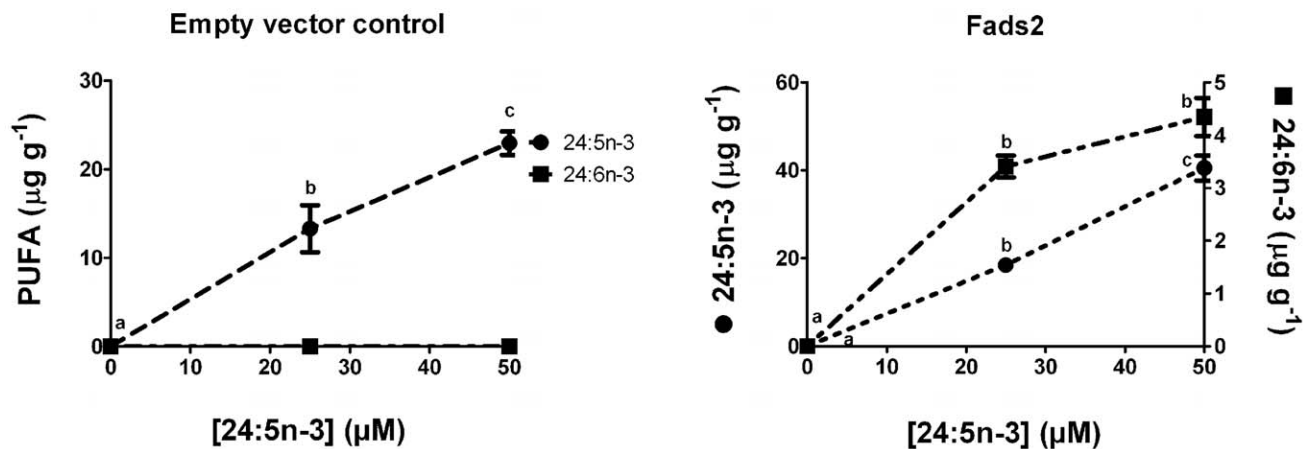 Empty vector control
PUFA (µg g⁻¹)
30
20
10
0
a
b
c
24:5n-3
24:6n-3
0 10 20 30 40 50
[24:5n-3] (µM)
Fads2
24:5n-3 (µg g⁻¹)
60
40
20
0
a
a
b
b
b
c
5
4
3
2
1
0
24:6n-3 (µg g⁻¹)
0 10 20 30 40 50
[24:5n-3] (µM)